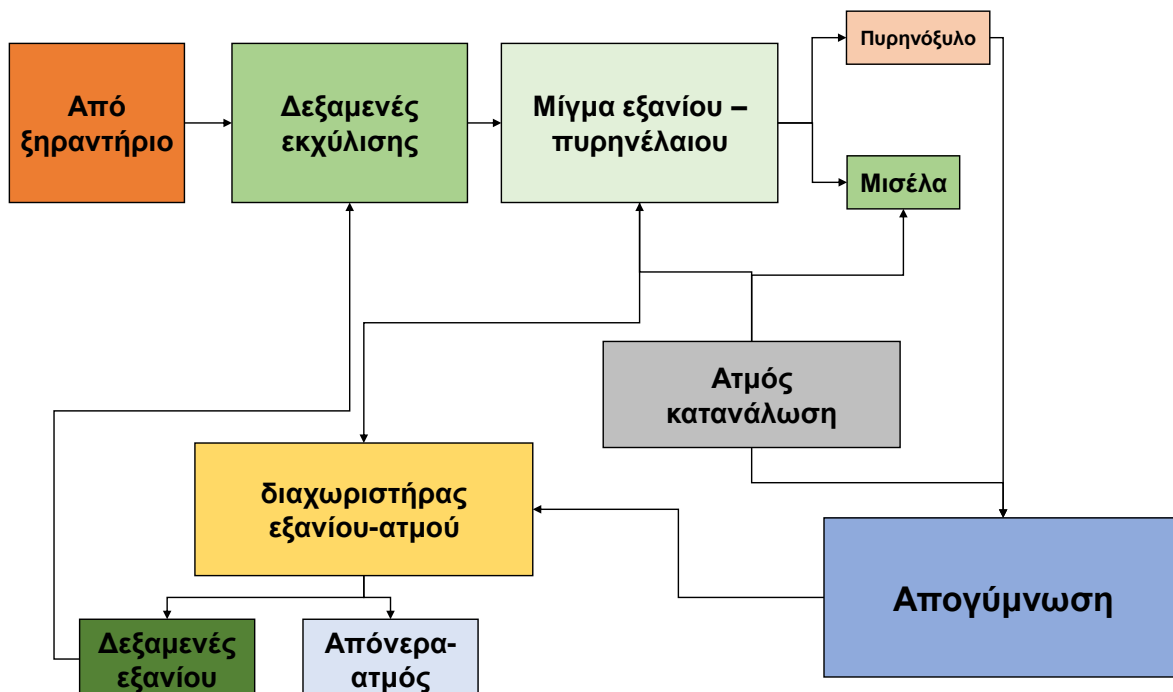 Από
ξηραντήριο
Δεξαμενές
εκχύλισης
Μίγμα εξανίου –
πυρηνέλαιου
Πυρηνόξυλο
Μισέλα
Ατμός
κατανάλωση
διαχωριστήρας
εξανίου-ατμού
Απογύμνωση
Δεξαμενές
εξανίου
Απόνερα-
ατμός